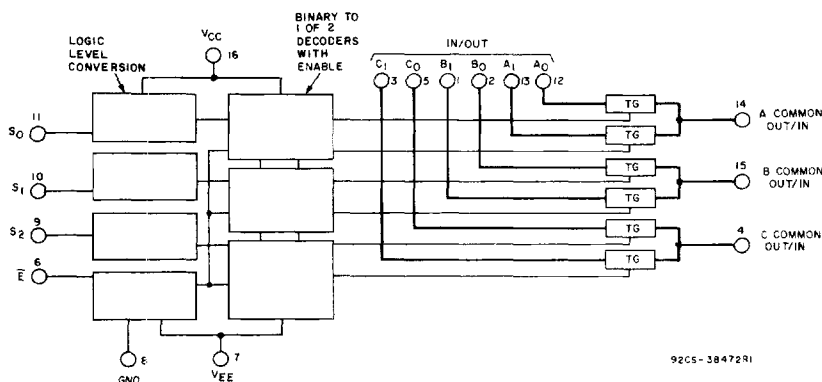 BINARY TO
1 OF 2
DECODERS
WITH
ENABLE
LOGIC
LEVEL
CONVERSION
VCC
16
IN/OUT
C1 C0 B1 B0 A1 A0
3 5 1 2 13 12
11
S0
TG
14
A COMMON
OUT/IN
TG
10
S1
TG
15
B COMMON
OUT/IN
TG
9
S2
TG
4
C COMMON
OUT/IN
6
E̅
TG
8
GND
7
VEE
92CS-38472R1